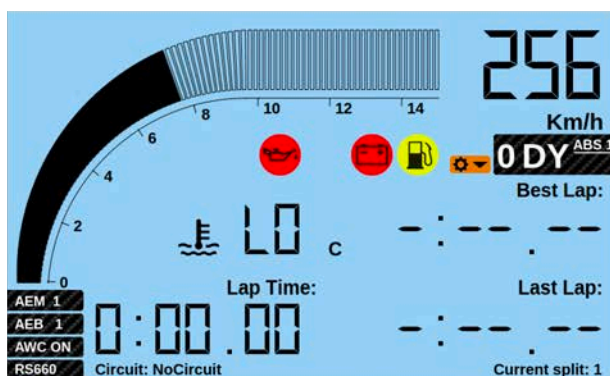 256
Km/h
14
12
10
8
6
4
2
0
0 DY ABS 1
Best Lap:
-:--.--
LO C
Lap Time:
Last Lap:
AEM 1
AEB 1
AWC ON
RS660
0:00.00
-:--.--
Circuit: NoCircuit
Current split: 1